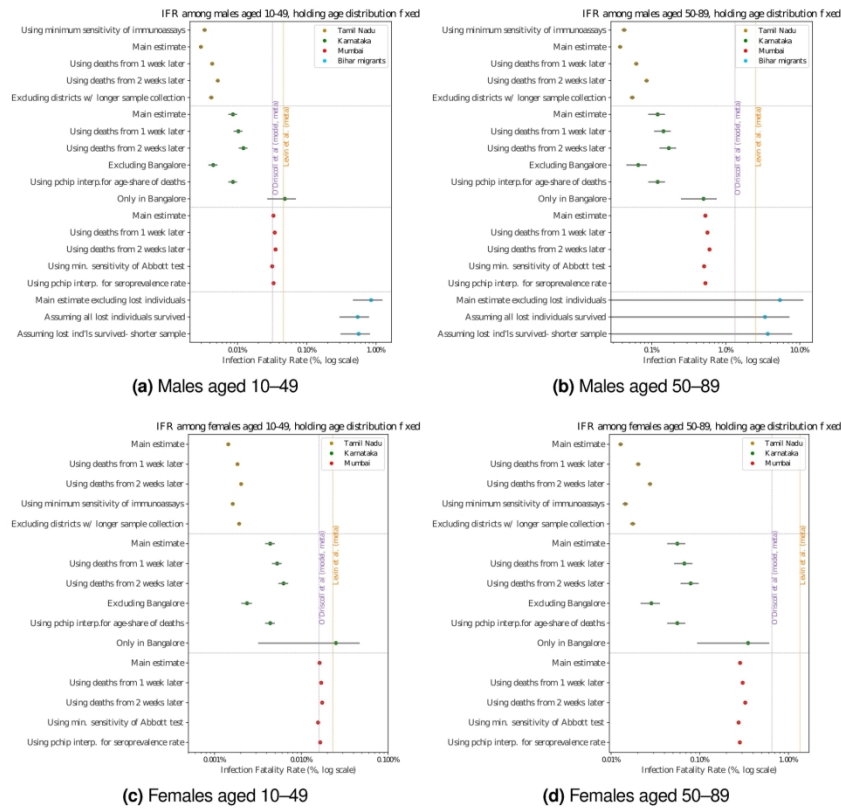 IFR among males aged 10-49, holding age distribution f xed
Using minimum sensitivity of immunoassays
Main estimate
Using deaths from 1 week later
Using deaths from 2 weeks later
Excluding districts w/ longer sample collection
Main estimate
Using deaths from 1 week later
Using deaths from 2 weeks later
Excluding Bangalore
Using pchip interp.for age-share of deaths
Only in Bangalore
Main estimate
Using deaths from 1 week later
Using deaths from 2 weeks later
Using min. sensitivity of Abbott test
Using pchip interp. for seroprevalence rate
Main estimate excluding lost individuals
Assuming all lost individuals survived
Assuming lost ind'ls survived- shorter sample
Tamil Nadu
Karnataka
Mumbai
Bihar migrants
O'Driscoll et al (model, meta)
Levin et al. (meta)
0.01% 0.10% 1.00%
Infection Fatality Rate (%, log scale)
(a) Males aged 10–49
IFR among males aged 50-89, holding age distribution f xed
Using minimum sensitivity of immunoassays
Main estimate
Using deaths from 1 week later
Using deaths from 2 weeks later
Excluding districts w/ longer sample collection
Main estimate
Using deaths from 1 week later
Using deaths from 2 weeks later
Excluding Bangalore
Using pchip interp.for age-share of deaths
Only in Bangalore
Main estimate
Using deaths from 1 week later
Using deaths from 2 weeks later
Using min. sensitivity of Abbott test
Using pchip interp. for seroprevalence rate
Main estimate excluding lost individuals
Assuming all lost individuals survived
Assuming lost ind'ls survived- shorter sample
Tamil Nadu
Karnataka
Mumbai
Bihar migrants
O'Driscoll et al (model, meta)
Levin et al. (meta)
0.1% 1.0% 10.0%
Infection Fatality Rate (%, log scale)
(b) Males aged 50–89
IFR among females aged 10-49, holding age distribution f xed
Main estimate
Using deaths from 1 week later
Using deaths from 2 weeks later
Using minimum sensitivity of immunoassays
Excluding districts w/ longer sample collection
Main estimate
Using deaths from 1 week later
Using deaths from 2 weeks later
Excluding Bangalore
Using pchip interp.for age-share of deaths
Only in Bangalore
Main estimate
Using deaths from 1 week later
Using deaths from 2 weeks later
Using min. sensitivity of Abbott test
Using pchip interp. for seroprevalence rate
Tamil Nadu
Karnataka
Mumbai
O'Driscoll et al (model, meta)
Levin et al. (meta)
0.001% 0.010% 0.100%
Infection Fatality Rate (%, log scale)
(c) Females aged 10–49
IFR among females aged 50-89, holding age distribution f xed
Main estimate
Using deaths from 1 week later
Using deaths from 2 weeks later
Using minimum sensitivity of immunoassays
Excluding districts w/ longer sample collection
Main estimate
Using deaths from 1 week later
Using deaths from 2 weeks later
Excluding Bangalore
Using pchip interp.for age-share of deaths
Only in Bangalore
Main estimate
Using deaths from 1 week later
Using deaths from 2 weeks later
Using min. sensitivity of Abbott test
Using pchip interp. for seroprevalence rate
Tamil Nadu
Karnataka
Mumbai
O'Driscoll et al (model, meta)
Levin et al. (meta)
0.01% 0.10% 1.00%
Infection Fatality Rate (%, log scale)
(d) Females aged 50–89